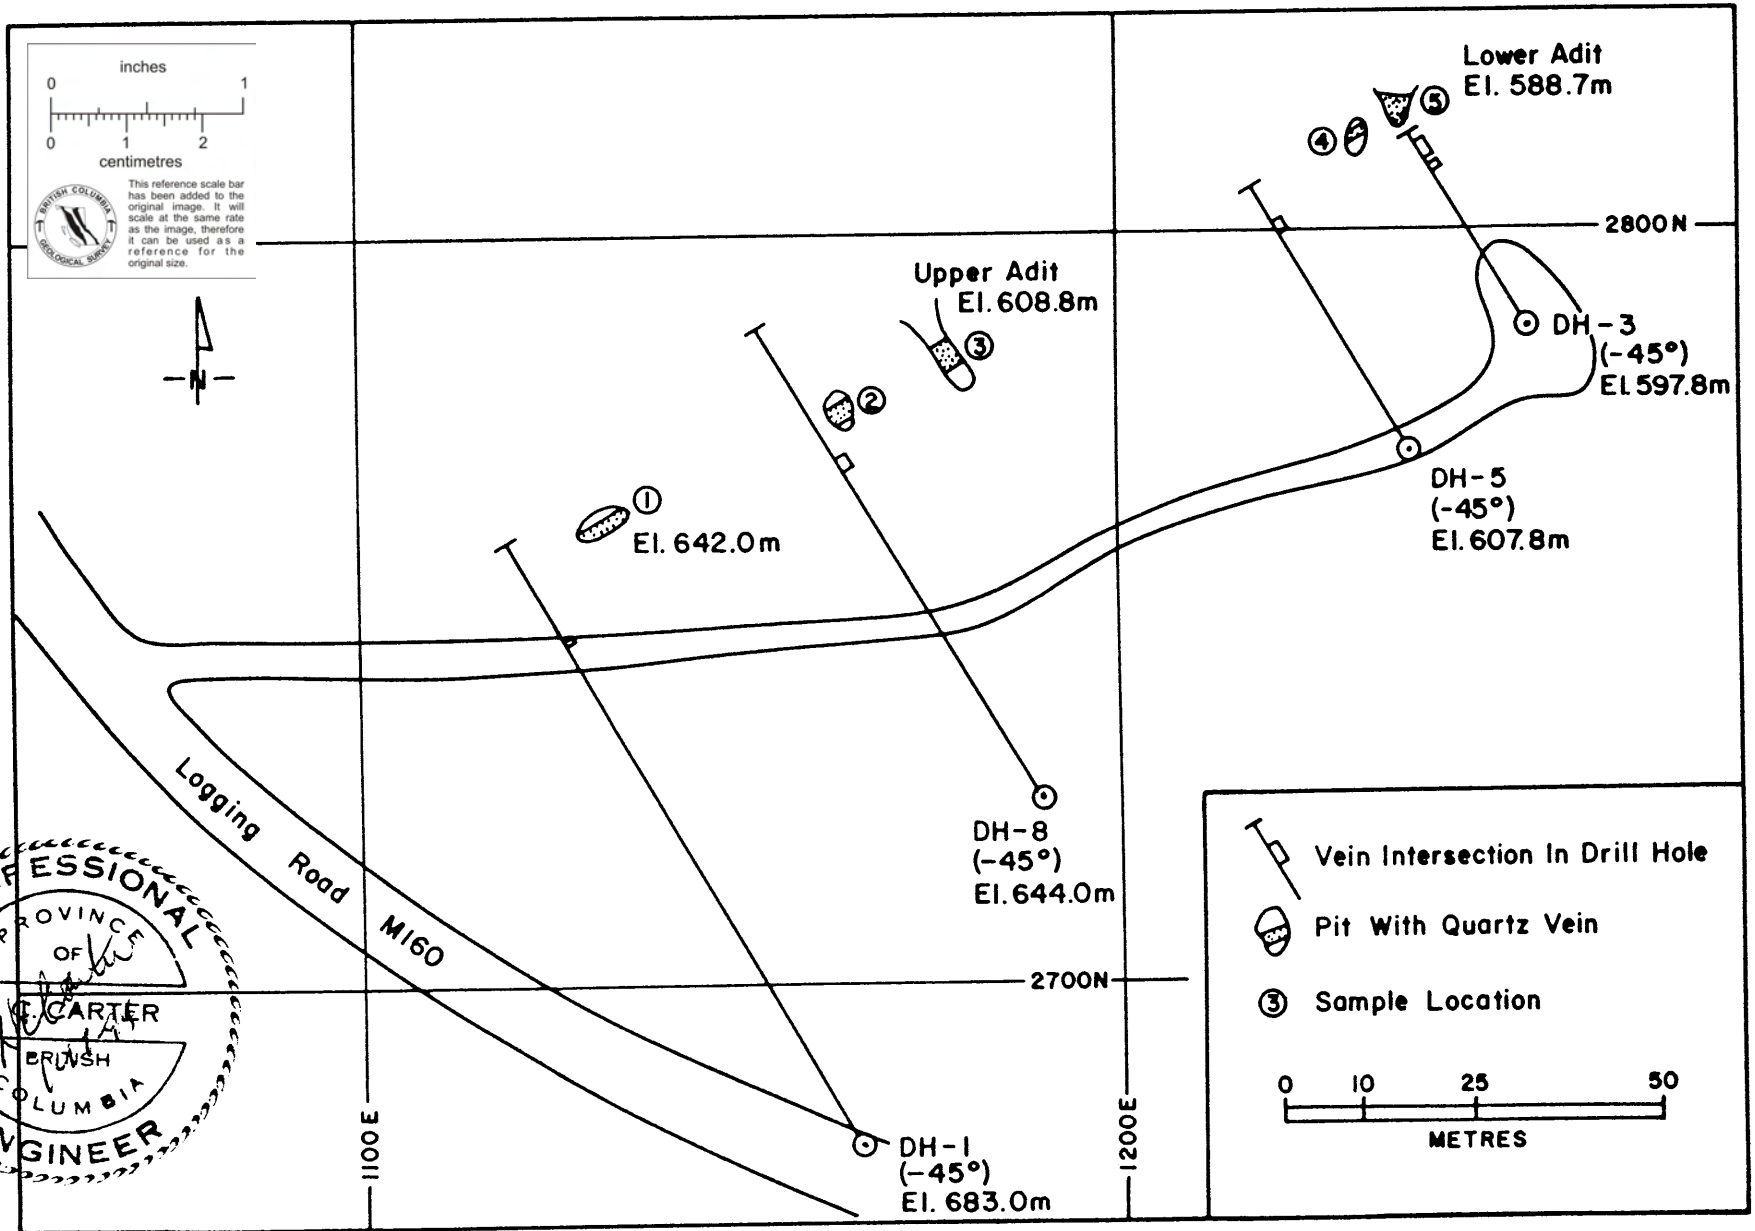 inches
0 1
0 1 2
centimetres
This reference scale bar
has been added to the
original image. It will
scale at the same rate
as the image, therefore
it can be used as a
reference for the
original size.
BRITISH COLUMBIA
GEOLOGICAL SURVEY
N
Lower Adit
El. 588.7m
5
4
2800N
Upper Adit
El. 608.8m
3
2
1
El. 642.0m
DH-3
(-45°)
El. 597.8m
DH-5
(-45°)
El. 607.8m
DH-8
(-45°)
El. 644.0m
Logging Road M160
2700N
1100E
1200E
DH-1
(-45°)
El. 683.0m
FESSIONAL
ROVINCE
OF
C. CARTER
BRITISH
COLUMBIA
NGINEER
Vein Intersection In Drill Hole
Pit With Quartz Vein
3 Sample Location
0 10 25 50
METRES